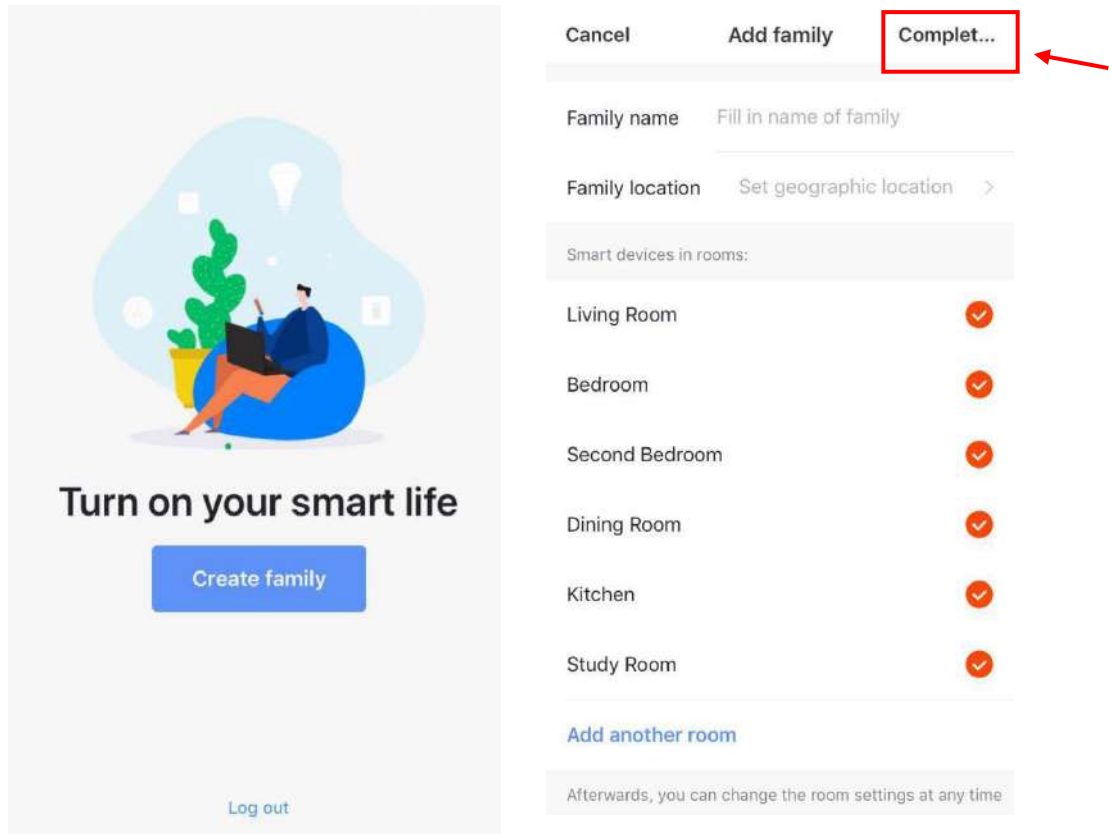 Turn on your smart life
Create family
Log out
Cancel Add family Complet...
Family name Fill in name of family
Family location Set geographic location
Smart devices in rooms:
Living Room
Bedroom
Second Bedroom
Dining Room
Kitchen
Study Room
Add another room
Afterwards, you can change the room settings at any time